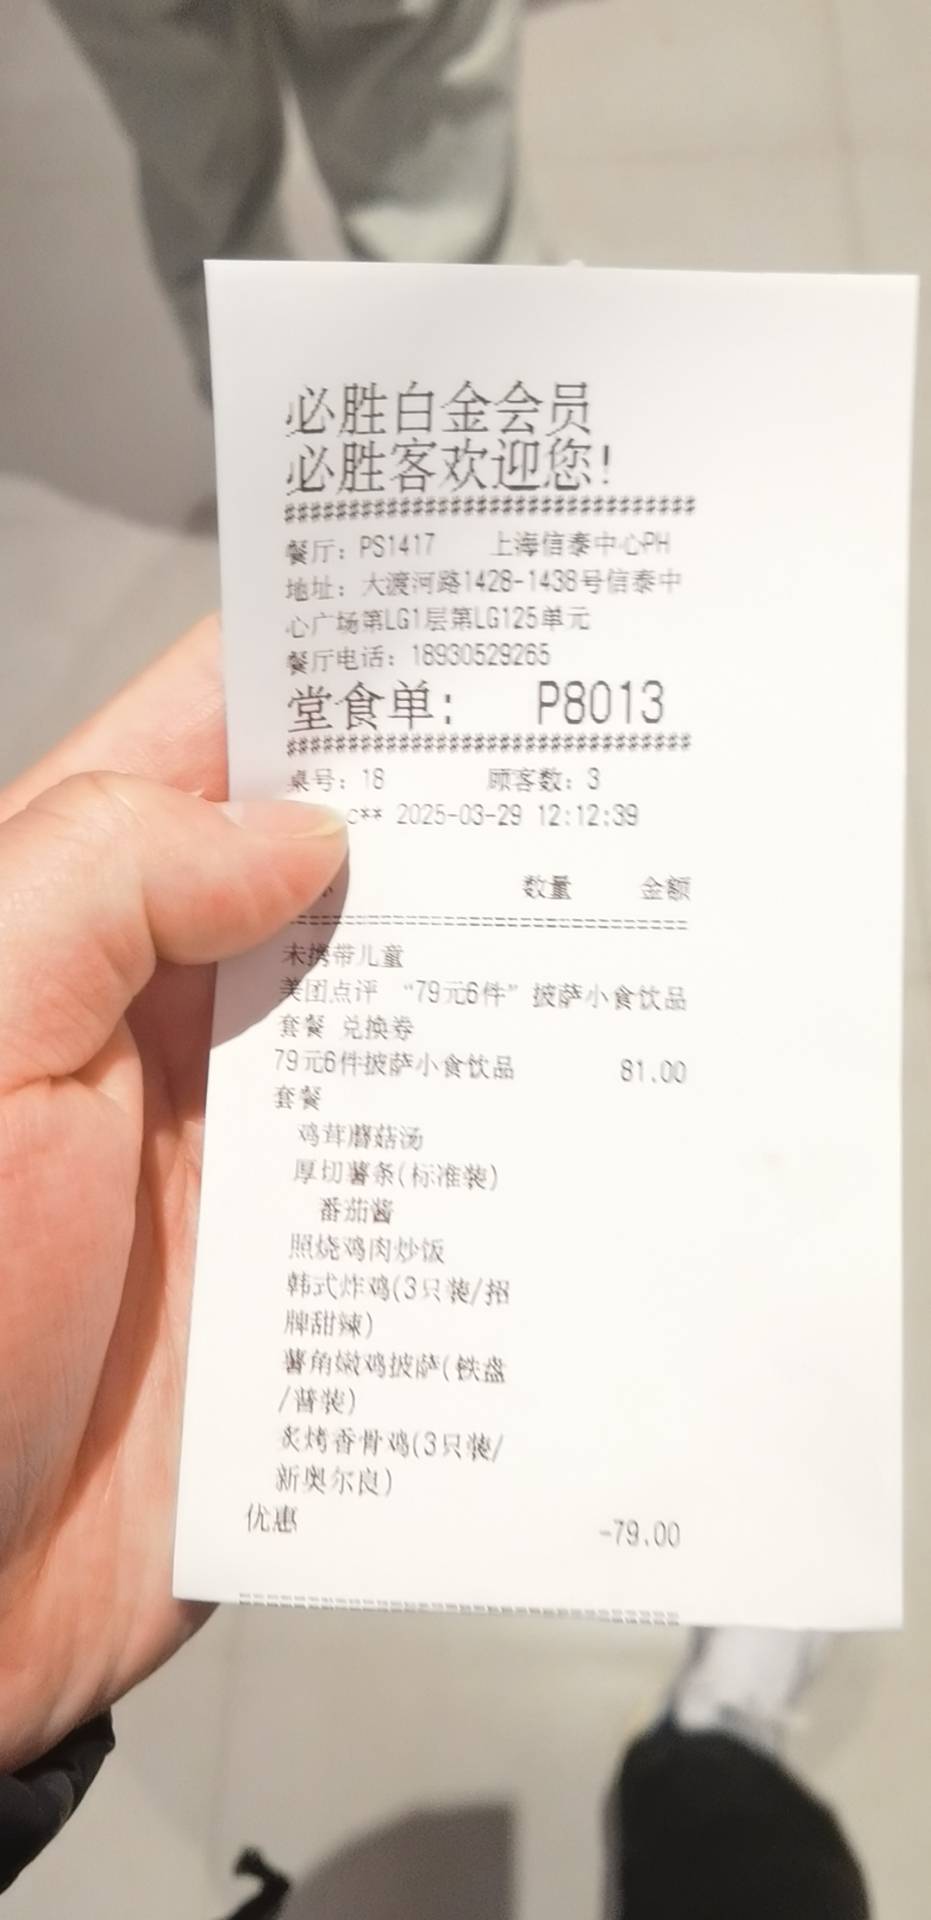 必胜白金会员
必胜客欢迎您!
餐厅: PS1417 上海信泰中心PH
地址: 大渡河路1428-1438号信泰中
心广场第LG1层第LG125单元
餐厅电话: 18930529265
堂食单: P8013
桌号: 18 顾客数: 3
c** 2025-03-29 12:12:39
数量 金额
未携带儿童
美团点评 “79元6件” 披萨小食饮品
套餐 兑换券
79元6件披萨小食饮品 81.00
套餐
鸡茸蘑菇汤
厚切薯条(标准装)
番茄酱
照烧鸡肉炒饭
韩式炸鸡(3只装/招
牌甜辣)
薯角嫩鸡披萨(铁盘
/普装)
炙烤香骨鸡(3只装/
新奥尔良)
优惠 -79.00